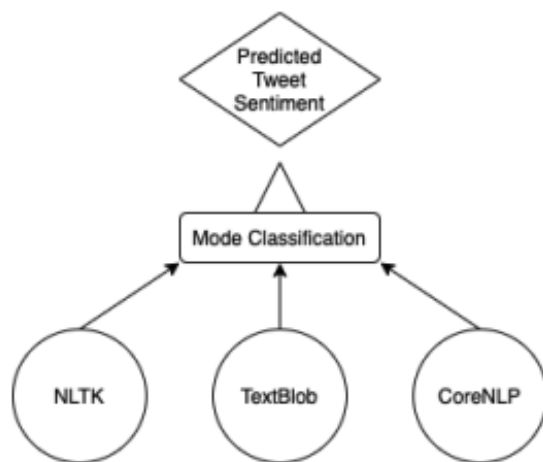 Predicted
Tweet
Sentiment
Mode Classification
NLTK
TextBlob
CoreNLP